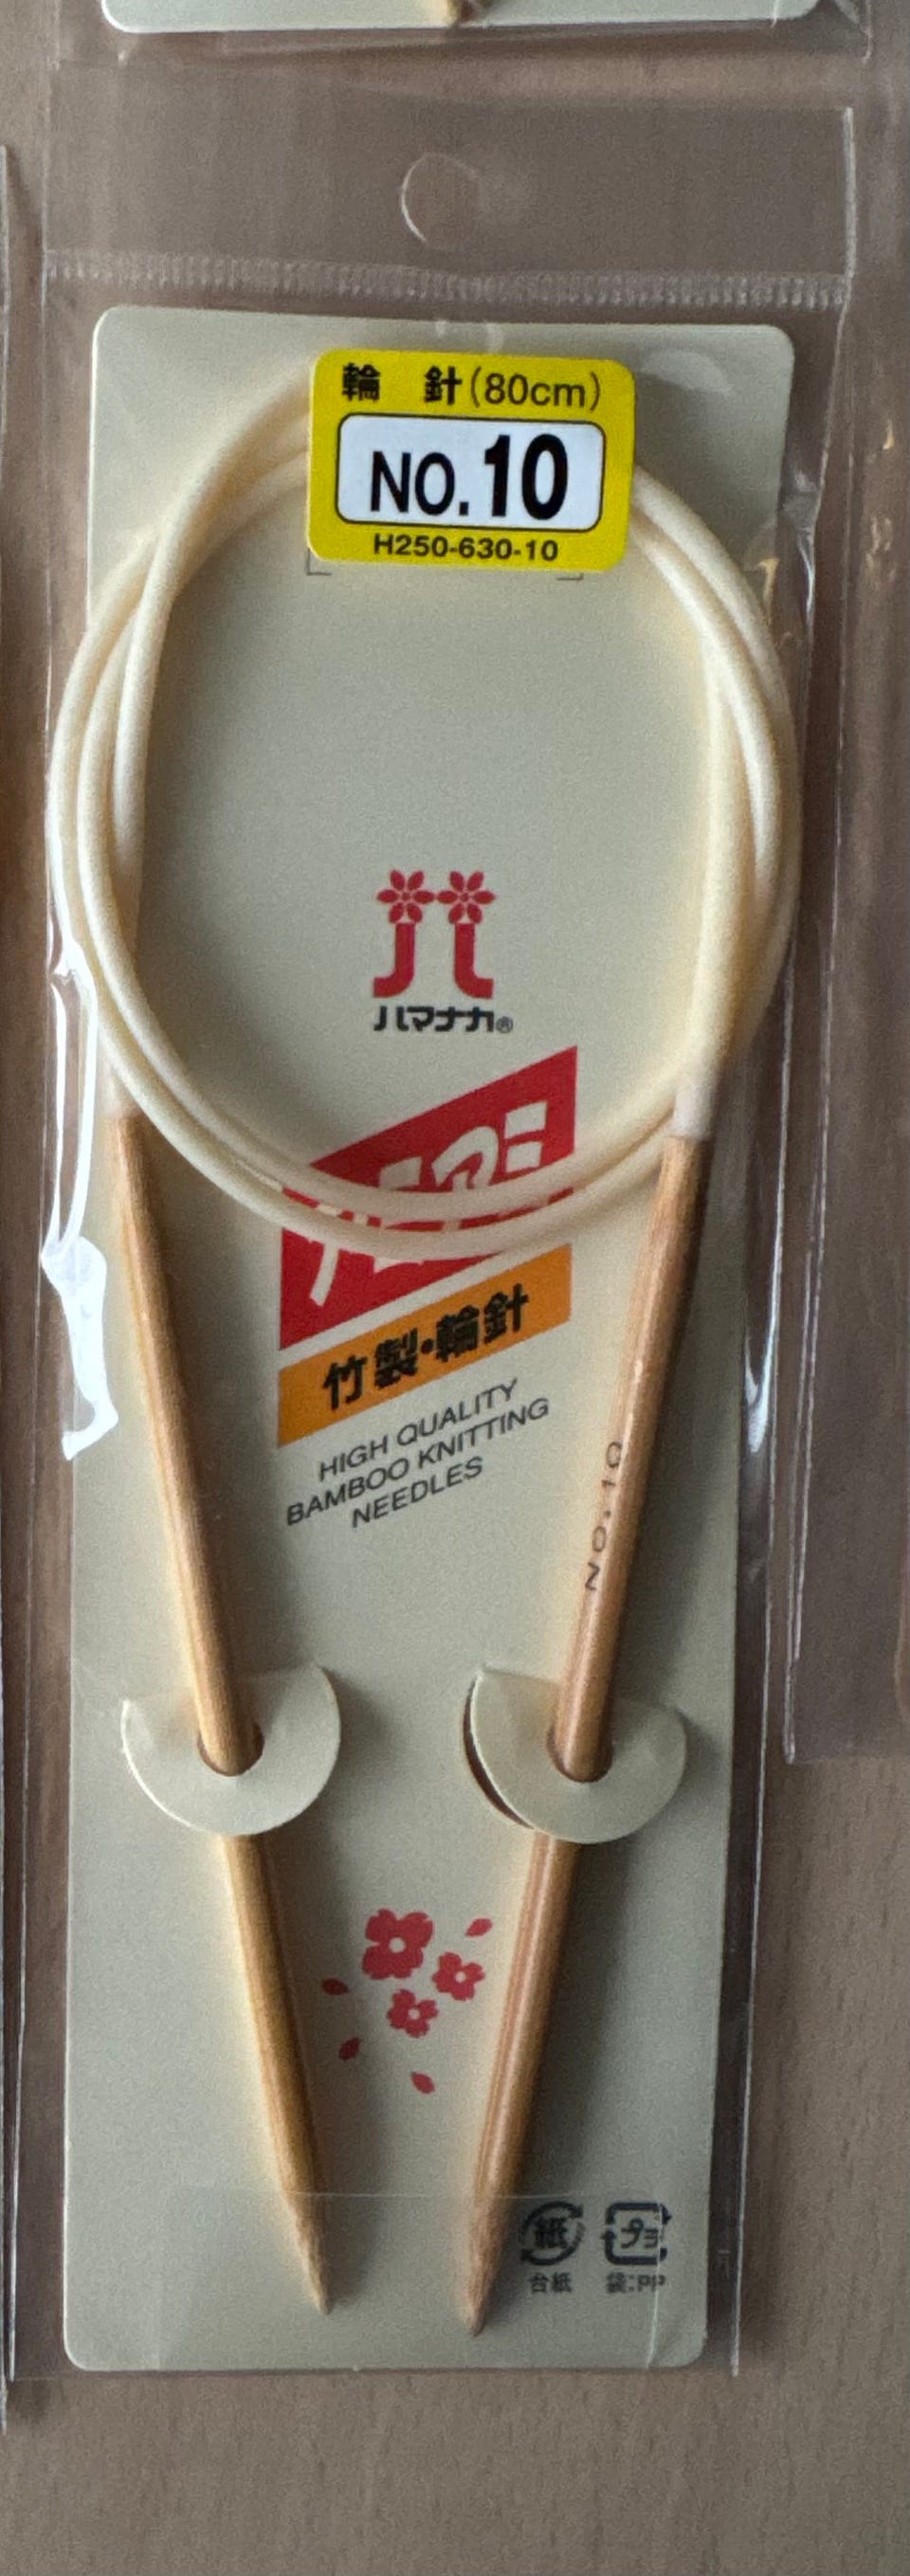 輪 針(80cm)
NO.10
H250-630-10
ハマナカ®
竹製・輪針
HIGH QUALITY
BAMBOO KNITTING
NEEDLES
NO.10
紙 プラ
台紙 袋:PP